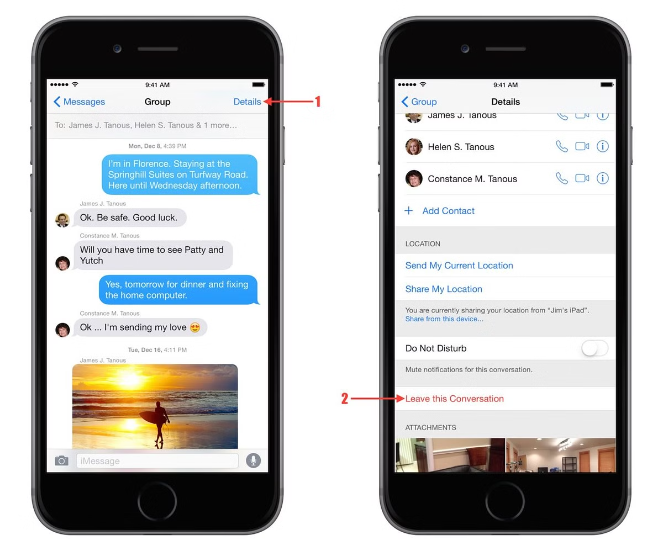 9:41 AM
Messages
Group
Details
1
To: James J. Tanous, Helen S. Tanous & 1 more...
Mon, Dec 8, 4:36 PM
I'm in Florence. Staying at the
Springhill Suites on Turfway Road.
Here until Wednesday afternoon.
James J. Tanous
Ok. Be safe. Good luck.
Constance M. Tanous
Will you have time to see Patty and
Yutch
Yes, tomorrow for dinner and fixing
the home computer.
Constance M. Tanous
Ok ... I'm sending my love 😍
Tue, Dec 16, 4:11 PM
James J. Tanous
iMessage
9:41 AM
Group
Details
James J. Tanous
Helen S. Tanous
Constance M. Tanous
+ Add Contact
LOCATION
Send My Current Location
Share My Location
You are currently sharing your location from "Jim's iPad".
Share from this device...
Do Not Disturb
Mute notifications for this conversation.
2
Leave this Conversation
ATTACHMENTS